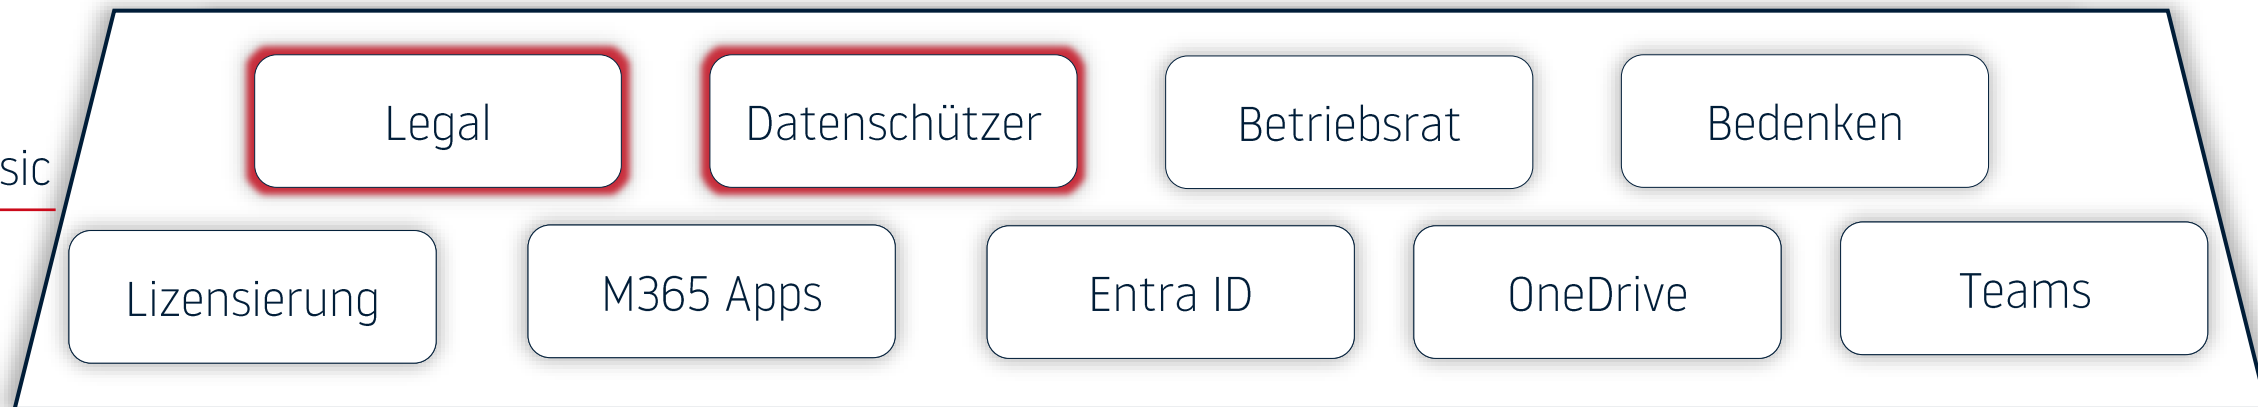 Legal Datenschützer Betriebsrat Bedenken
sic
Lizensierung M365 Apps Entra ID OneDrive Teams